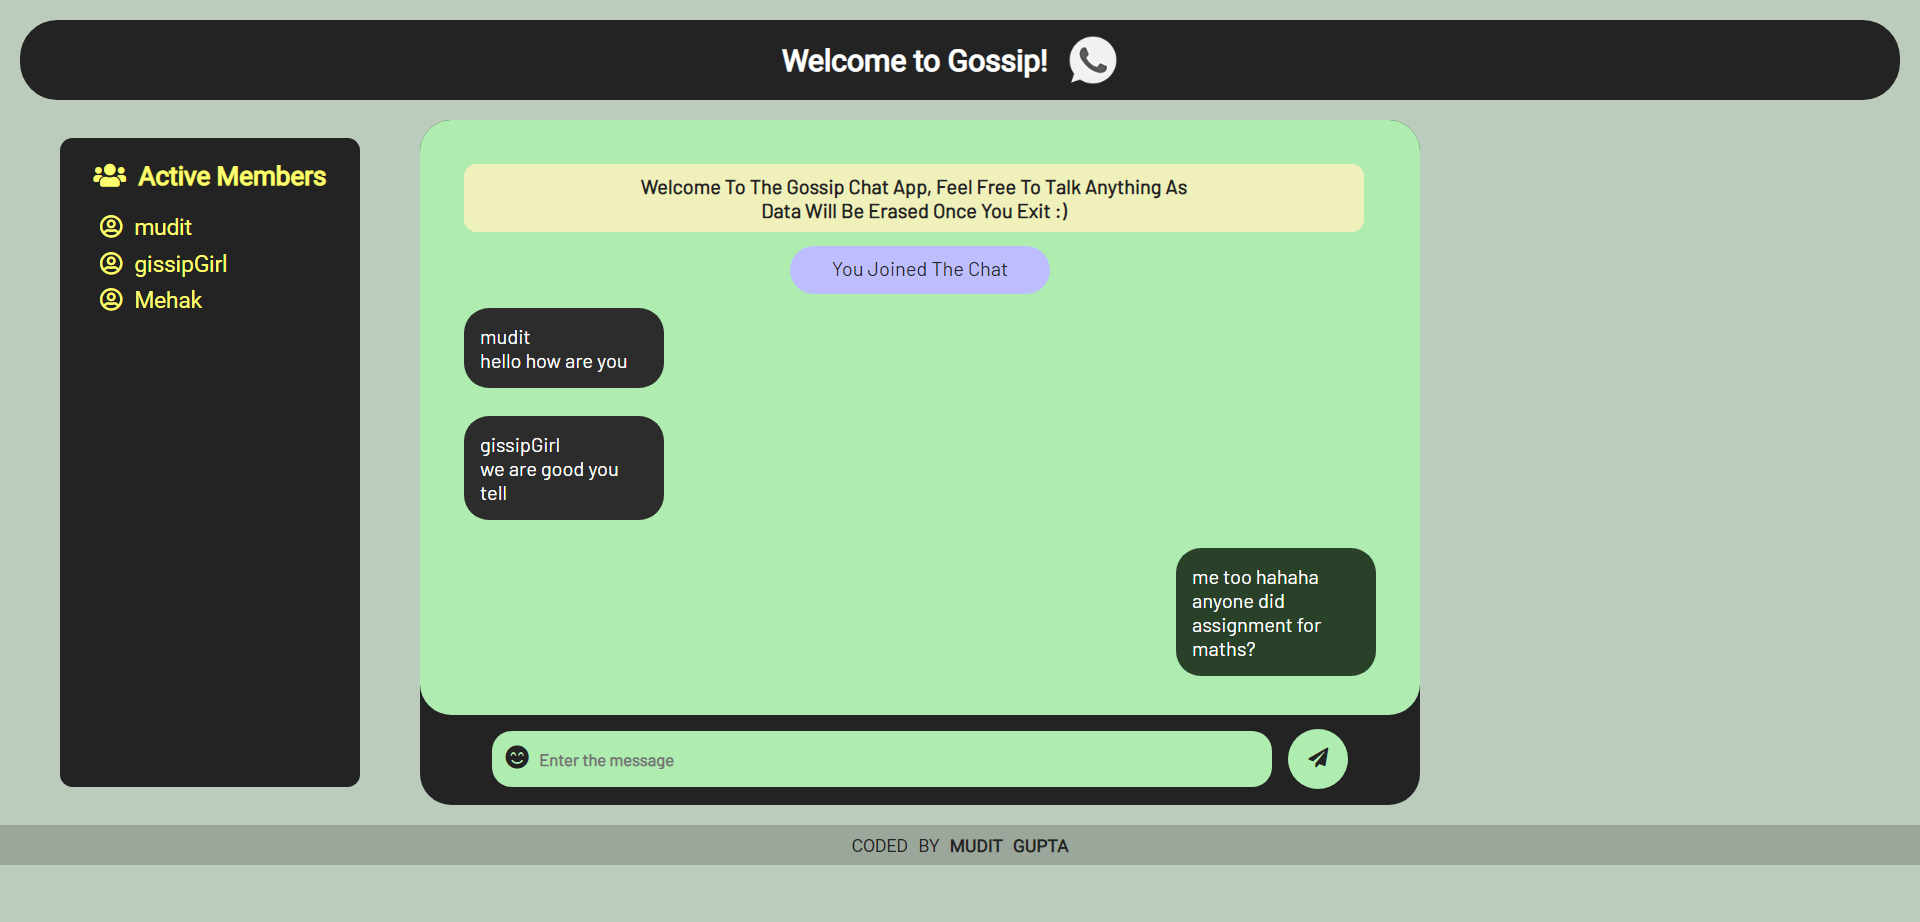 Welcome to Gossip!
Active Members
mudit
gissipGirl
Mehak
Welcome To The Gossip Chat App, Feel Free To Talk Anything As
Data Will Be Erased Once You Exit :)
You Joined The Chat
mudit
hello how are you
gissipGirl
we are good you
tell
me too hahaha
anyone did
assignment for
maths?
Enter the message
CODED BY MUDIT GUPTA